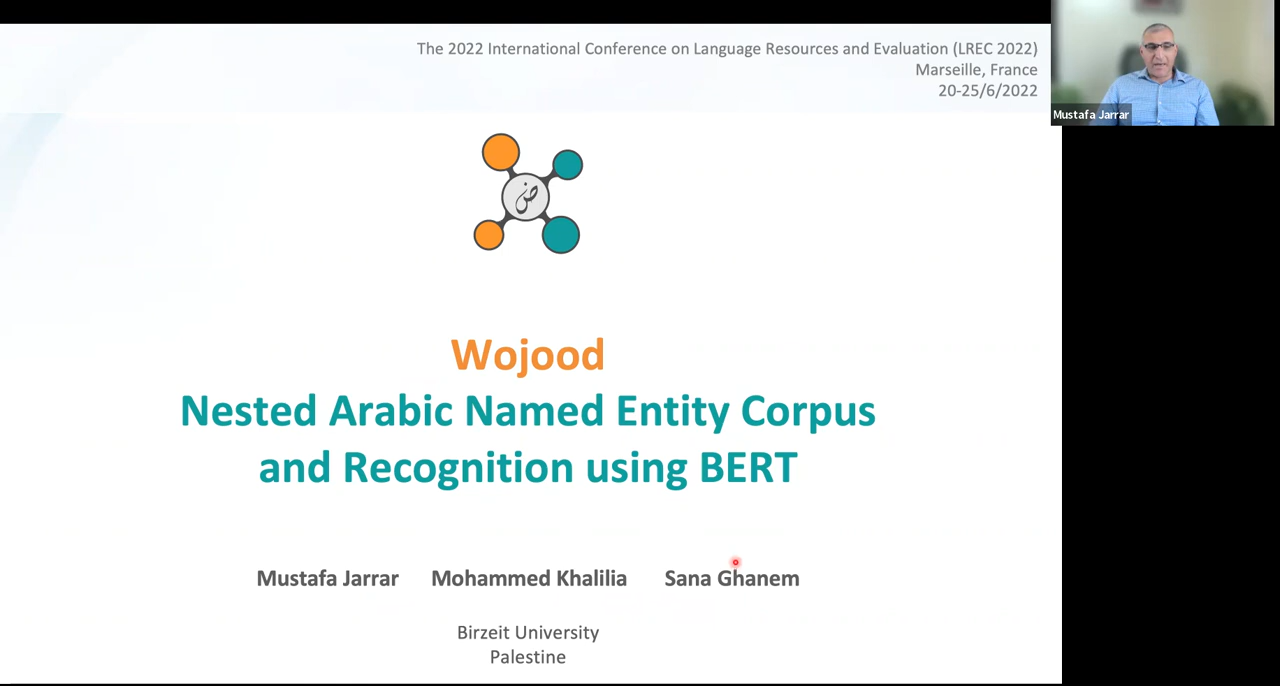 The 2022 International Conference on Language Resources and Evaluation (LREC 2022)
Marseille, France
20-25/6/2022
Mustafa Jarrar
ض
Wojood
Nested Arabic Named Entity Corpus
and Recognition using BERT
Mustafa Jarrar Mohammed Khalilia Sana Ghanem
Birzeit University
Palestine